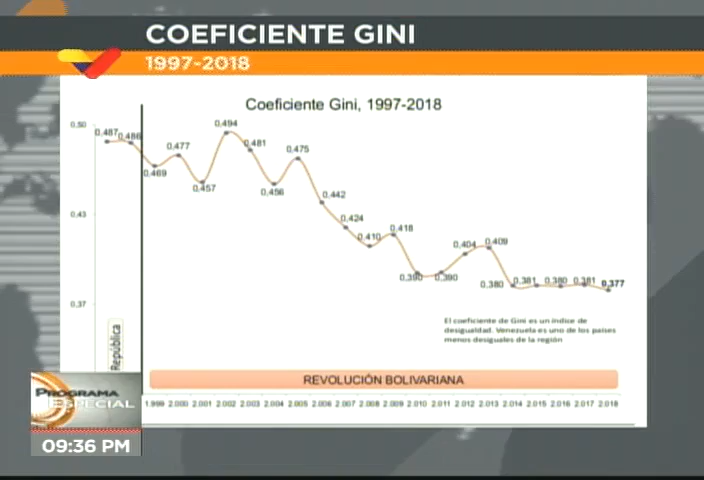 COEFICIENTE GINI
1997-2018
Coeficiente Gini, 1997-2018
0,50
0,43
0,37
0,487
0,486
0,469
0,477
0,457
0,494
0,481
0,456
0,475
0,442
0,424
0,410
0,418
0,390
0,390
0,404
0,409
0,380
0,381
0,380
0,381
0,377
El coeficiente de Gini es un índice de
desigualdad. Venezuela es uno de los países
menos desiguales de la región
República
REVOLUCIÓN BOLIVARIANA
1.999 2.000 2.001 2.002 2.003 2.004 2.005 2.006 2.007 2.008 2.009 2.010 2.011 2.012 2.013 2.014 2.015 2.016 2.017 2.018
PROGRAMA
ESPECIAL
09:36 PM